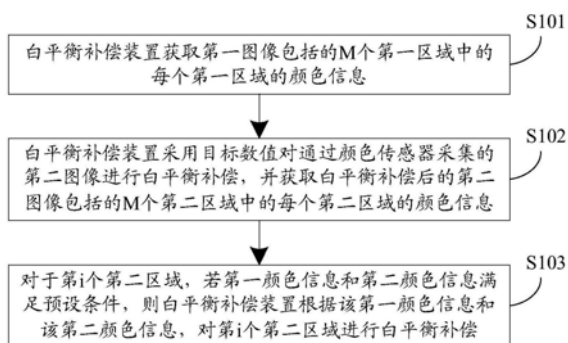 S101
白平衡补偿装置获取第一图像包括的M个第一区域中的
每个第一区域的颜色信息
S102
白平衡补偿装置采用目标数值对通过颜色传感器采集的
第二图像进行白平衡补偿，并获取白平衡补偿后的第二
图像包括的M个第二区域中的每个第二区域的颜色信息
S103
对于第i个第二区域，若第一颜色信息和第二颜色信息满
足预设条件，则白平衡补偿装置根据该第一颜色信息和
该第二颜色信息，对第i个第二区域进行白平衡补偿